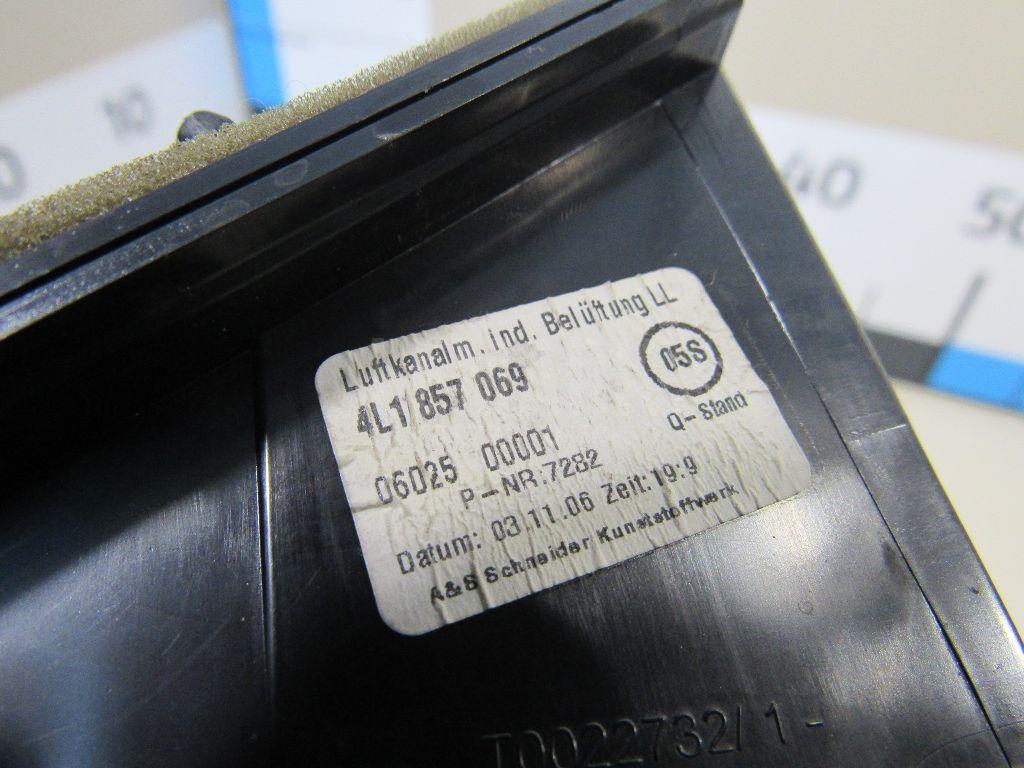 10
40
50
Luftkanalm. ind. Belüftung LL
4L1 857 069
05S
Q-Stand
06025 00001
P-NR:7282
Datum: 03.11.06 Zeit:19:9
A&S Schneider Kunststoffwerk
T0022732/1-